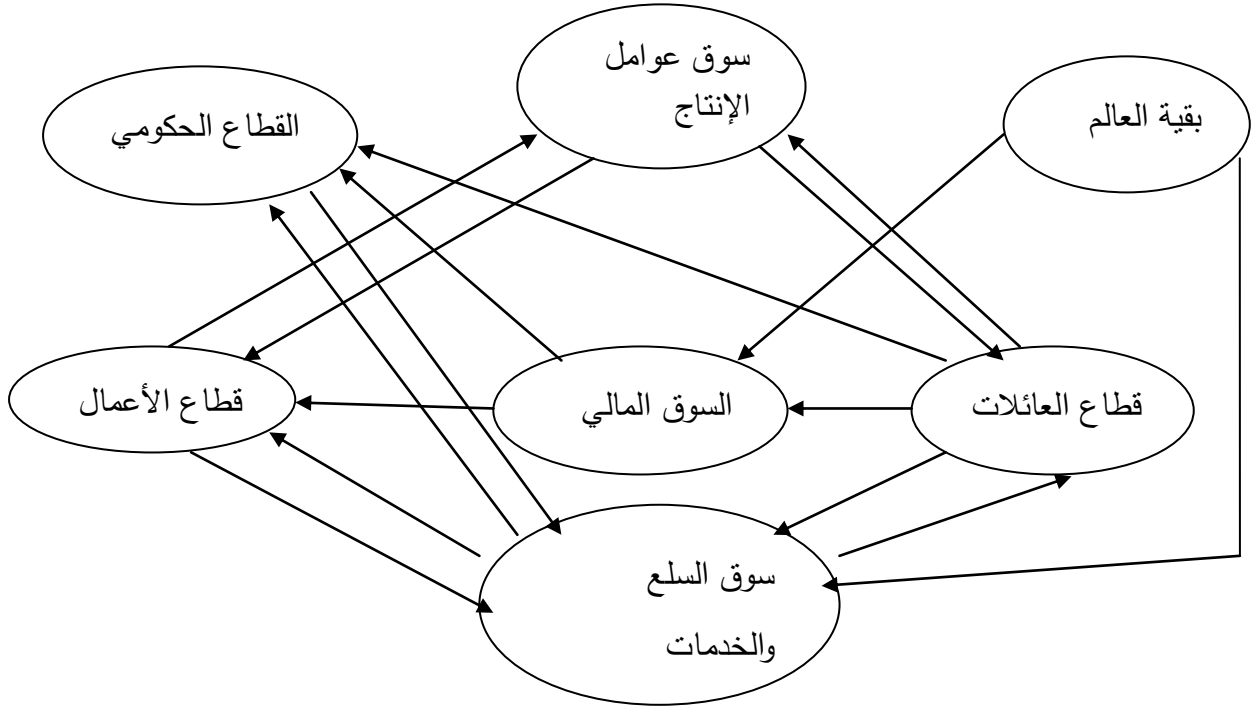 سوق عوامل
الإنتاج
بقية العالم
القطاع الحكومي
قطاع العائلات
السوق المالي
قطاع الأعمال
سوق السلع
والخدمات